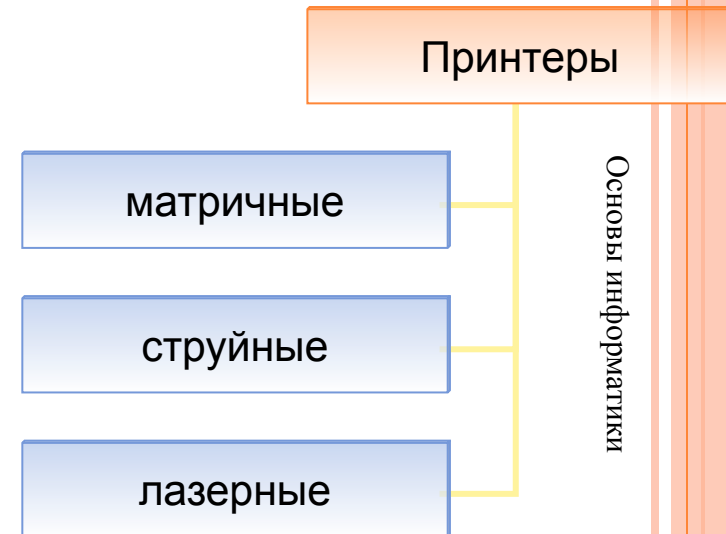 Принтеры
матричные
струйные
лазерные
Основы информатики